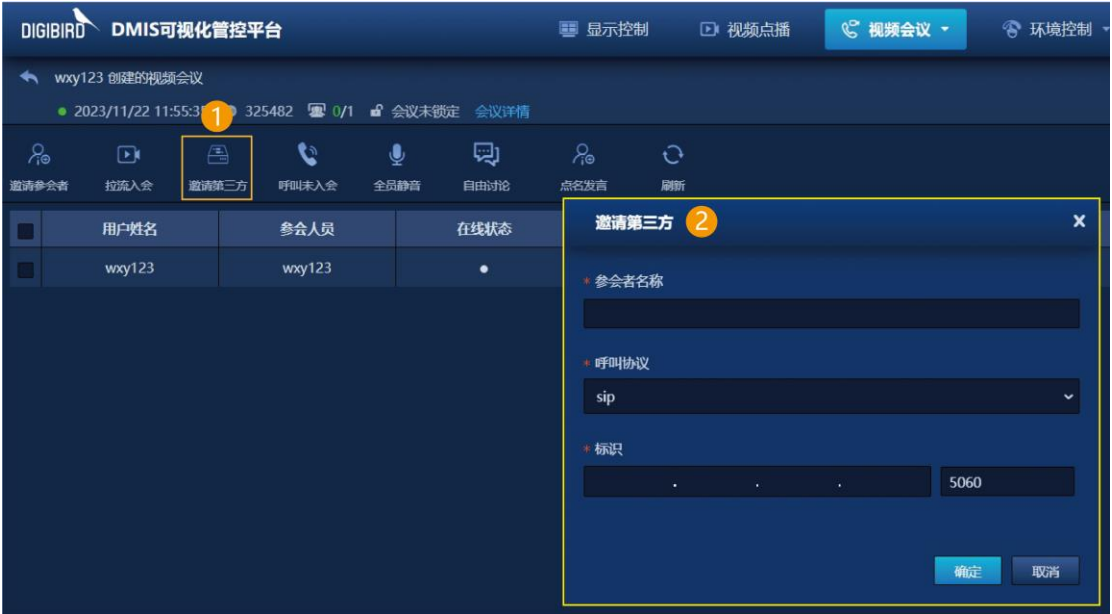 DIGIBIRD DMIS可视化管控平台 显示控制 视频点播 视频会议 环境控制
wxy123 创建的视频会议
2023/11/22 11:55:3 325482 0/1 会议未锁定 会议详情
1
邀请参会者 拉流入会 邀请第三方 呼叫未入会 全员静音 自由讨论 点名发言 刷新
用户姓名 参会人员 在线状态
wxy123 wxy123
邀请第三方 2 x
* 参会者名称
* 呼叫协议
sip
* 标识
. . . 5060
确定 取消